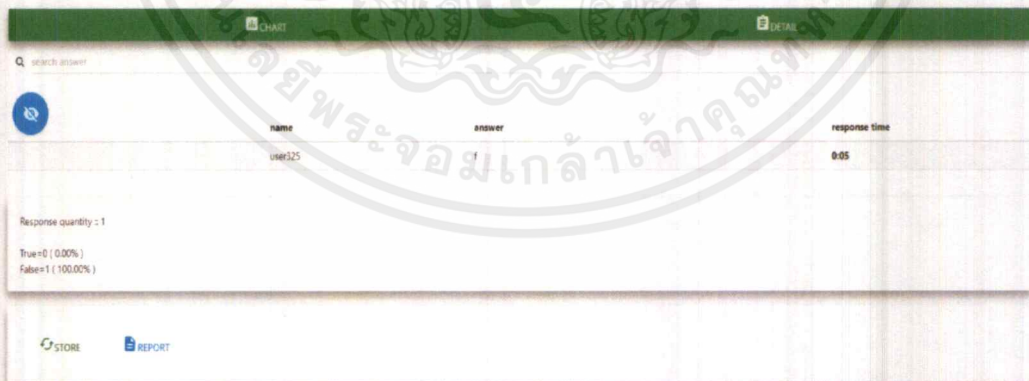 CHART DETAIL
search answer
name answer response time
user325 f 0:05
Response quantity : 1
True=0 ( 0.00% )
False=1 ( 100.00% )
STORE REPORT